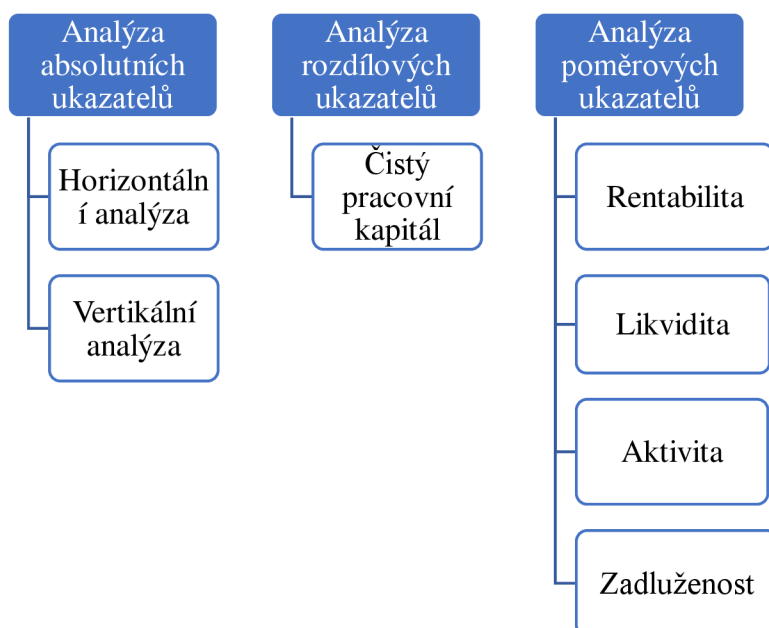 Analýza
absolutních
ukazatelů
Horizontáln
í analýza
Vertikální
analýza
Analýza
rozdílových
ukazatelů
Čistý
pracovní
kapitál
Analýza
poměrových
ukazatelů
Rentabilita
Likvidita
Aktivita
Zadluženost